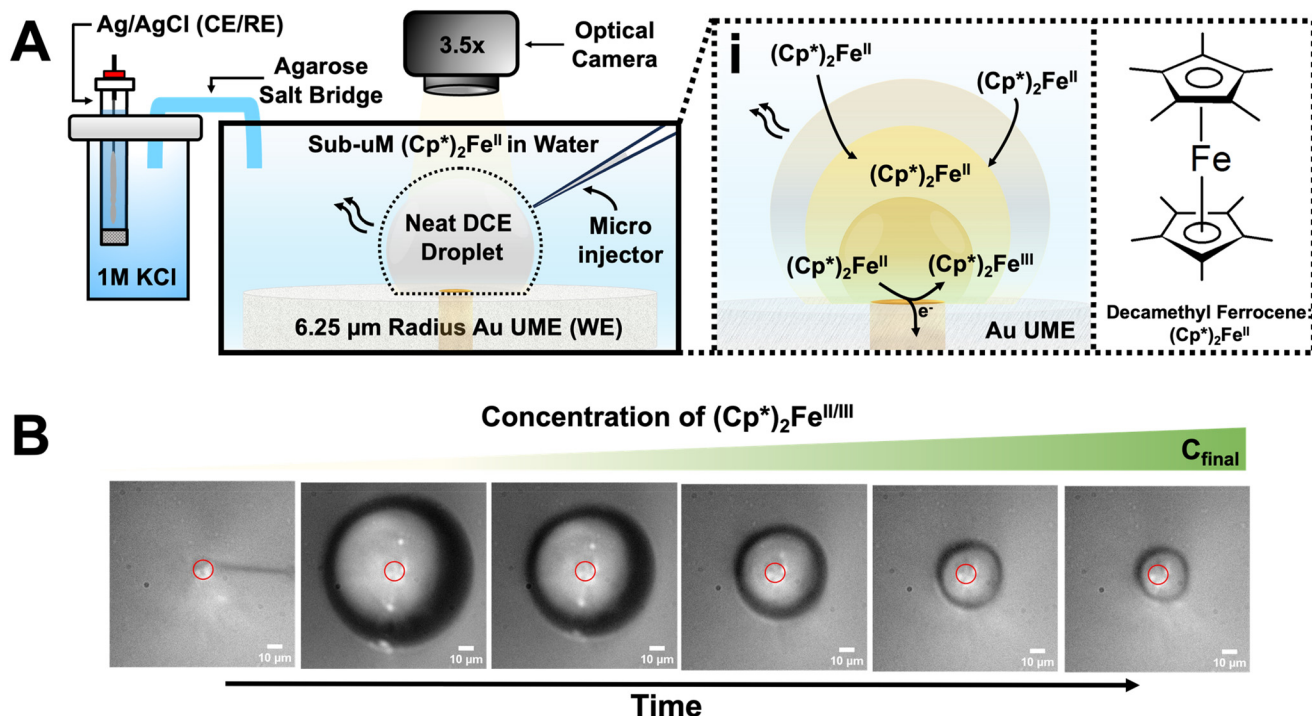 A
Ag/AgCl (CE/RE)
Agarose
Salt Bridge
1M KCl
3.5x
Optical
Camera
Sub-uM (Cp*)₂Feᴵᴵ in Water
Neat DCE
Droplet
Micro
injector
6.25 µm Radius Au UME (WE)
i
(Cp*)₂Feᴵᴵ
(Cp*)₂Feᴵᴵ
(Cp*)₂Feᴵᴵ
(Cp*)₂Feᴵᴵ
(Cp*)₂Feᴵᴵᴵ
e-
Au UME
Fe
Decamethyl Ferrocene:
(Cp*)₂Feᴵᴵ
B
Concentration of (Cp*)₂Feᴵᴵ/ᴵᴵᴵ
C_final
10 µm
10 µm
10 µm
10 µm
10 µm
10 µm
Time